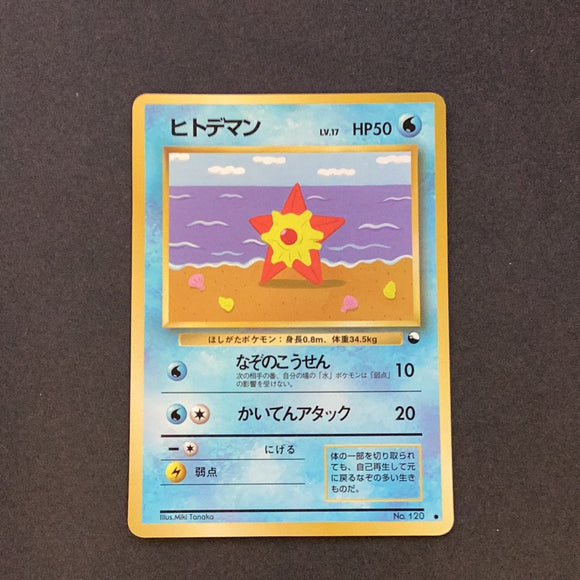 ヒトデマン LV.17 HP50
ほしがたポケモン:身長0.8m、体重34.5kg
なぞのこうせん 10
次の相手の番、自分の場の「水」ポケモンは「弱点」
の影響を受けない。
かいてんアタック 20
にげる
弱点
体の一部を切り取られ
ても、自己再生して元
に戻るなぞの多い生き
ものだ。
Illus.Miki Tanaka
No. 120